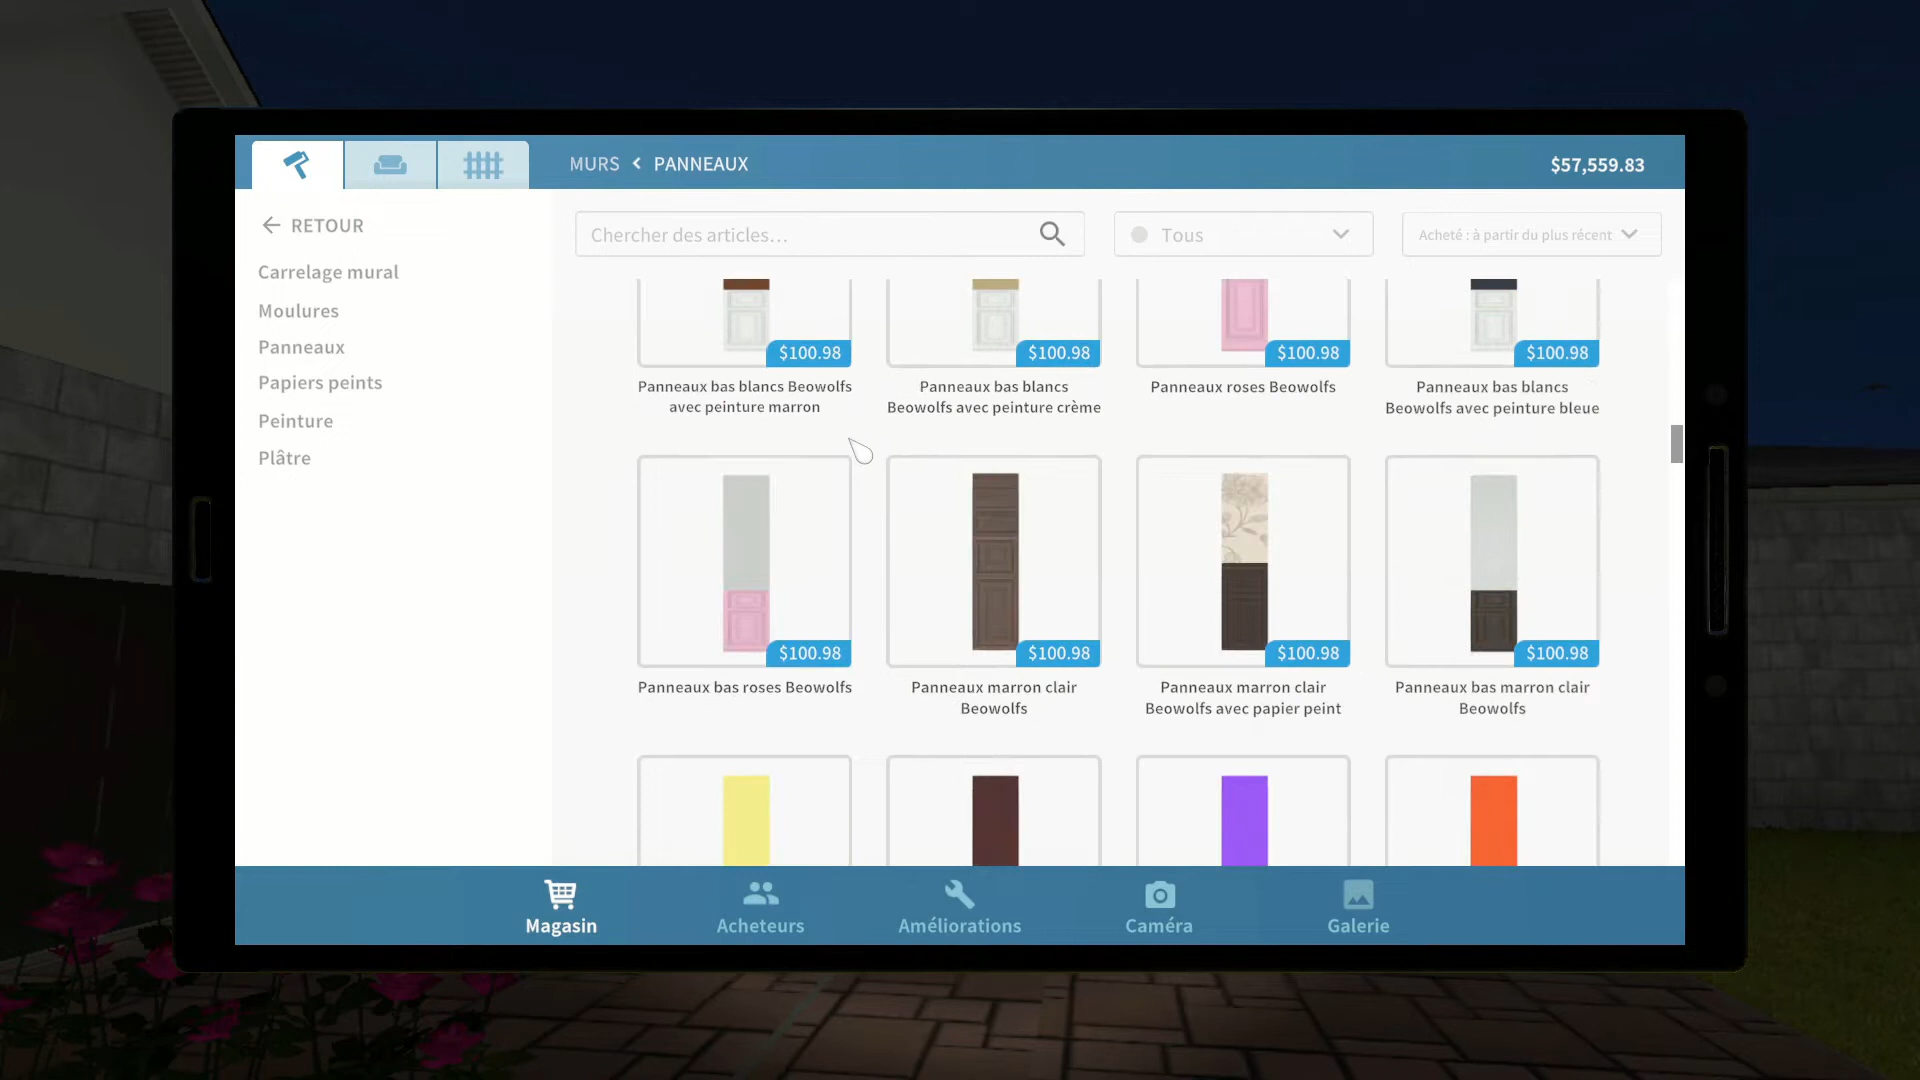 MURS < PANNEAUX
$57,559.83
RETOUR
Carrelage mural
Moulures
Panneaux
Papiers peints
Peinture
Plâtre
Chercher des articles...
Tous
Acheté : à partir du plus récent
$100.98
$100.98
$100.98
$100.98
Panneaux bas blancs Beowolfs
avec peinture marron
Panneaux bas blancs
Beowolfs avec peinture crème
Panneaux roses Beowolfs
Panneaux bas blancs
Beowolfs avec peinture bleue
$100.98
$100.98
$100.98
$100.98
Panneaux bas roses Beowolfs
Panneaux marron clair
Beowolfs
Panneaux marron clair
Beowolfs avec papier peint
Panneaux bas marron clair
Beowolfs
Magasin
Acheteurs
Améliorations
Caméra
Galerie